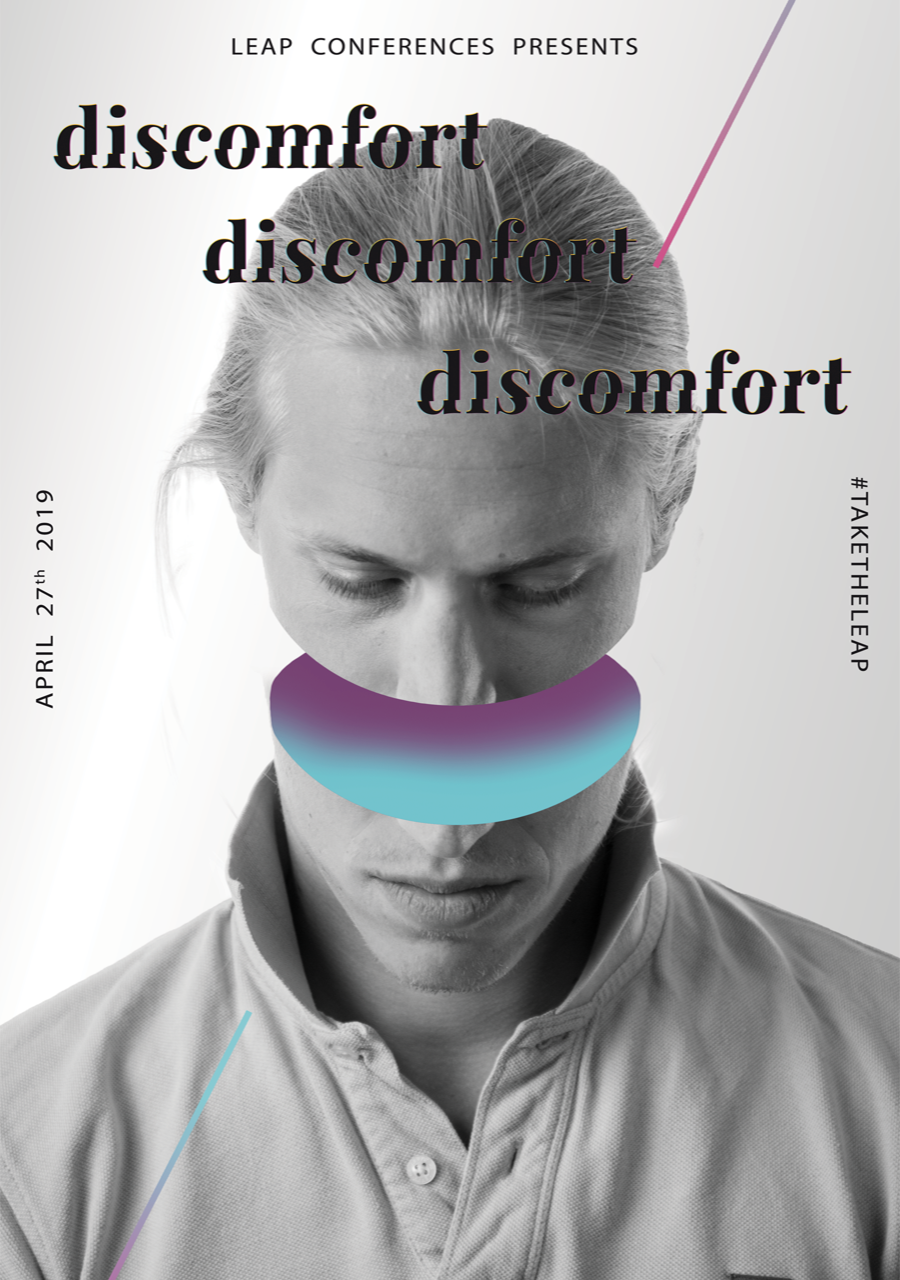 LEAP CONFERENCES PRESENTS
discomfort
discomfort
discomfort
APRIL 27th 2019
#TAKETHELEAP